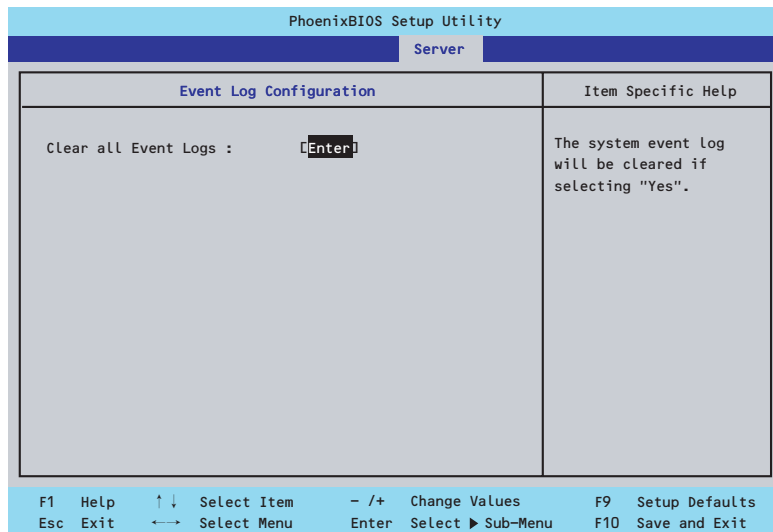 PhoenixBIOS Setup Utility
Server
Event Log Configuration
Item Specific Help
Clear all Event Logs : [Enter]
The system event log
will be cleared if
selecting "Yes".
F1 Help ↑↓ Select Item – /+ Change Values F9 Setup Defaults
Esc Exit ←→ Select Menu Enter Select ▶ Sub-Menu F10 Save and Exit